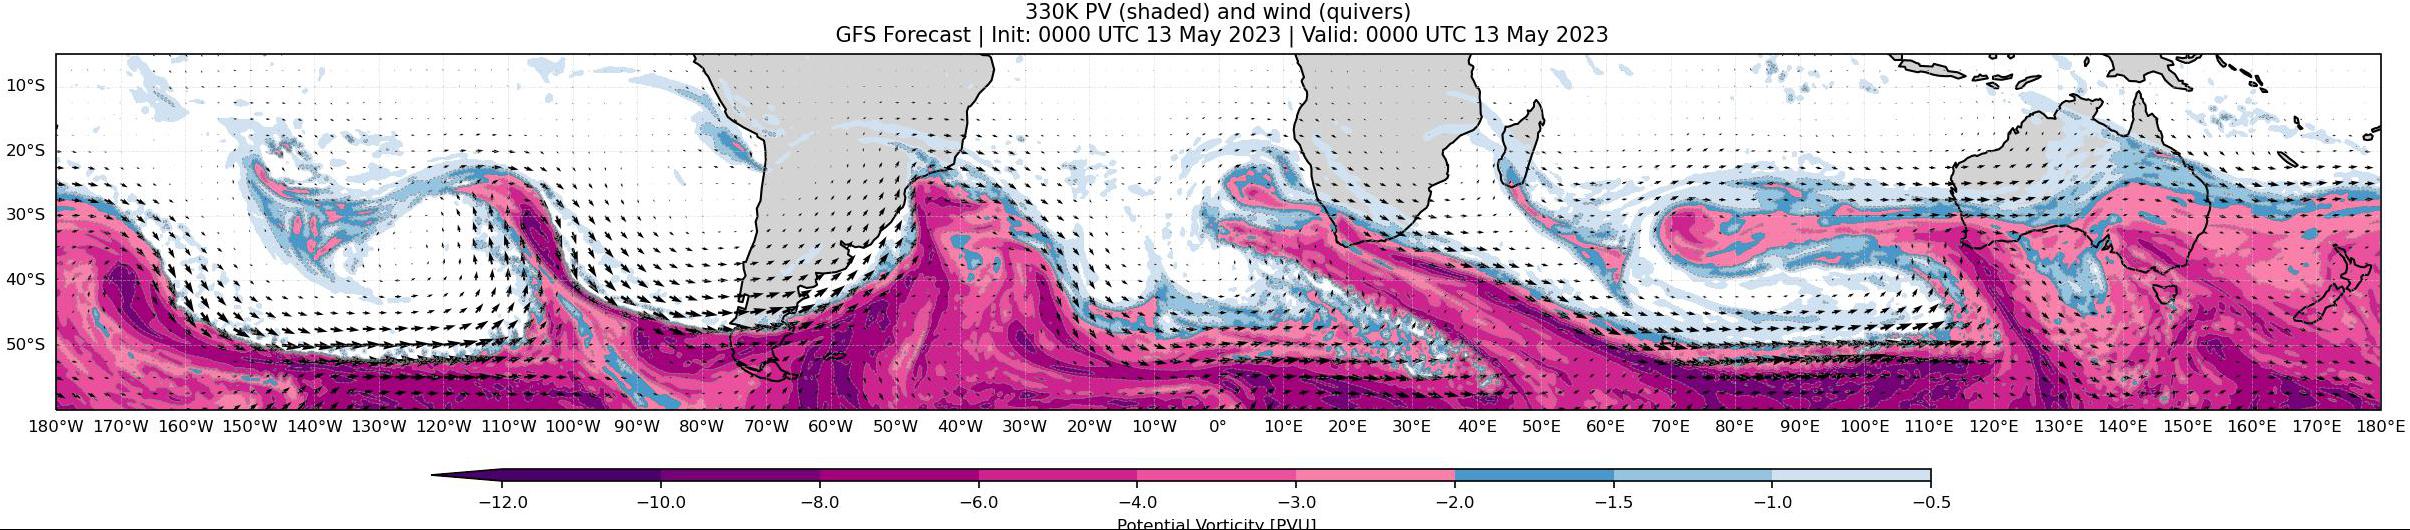 330K PV (shaded) and wind (quivers)
GFS Forecast | Init: 0000 UTC 13 May 2023 | Valid: 0000 UTC 13 May 2023
10°S
20°S
30°S
40°S
50°S
180°W 170°W 160°W 150°W 140°W 130°W 120°W 110°W 100°W 90°W 80°W 70°W 60°W 50°W 40°W 30°W 20°W 10°W 0° 10°E 20°E 30°E 40°E 50°E 60°E 70°E 80°E 90°E 100°E 110°E 120°E 130°E 140°E 150°E 160°E 170°E 180°E
−12.0 −10.0 −8.0 −6.0 −4.0 −3.0 −2.0 −1.5 −1.0 −0.5
Potential Vorticity [PVU]